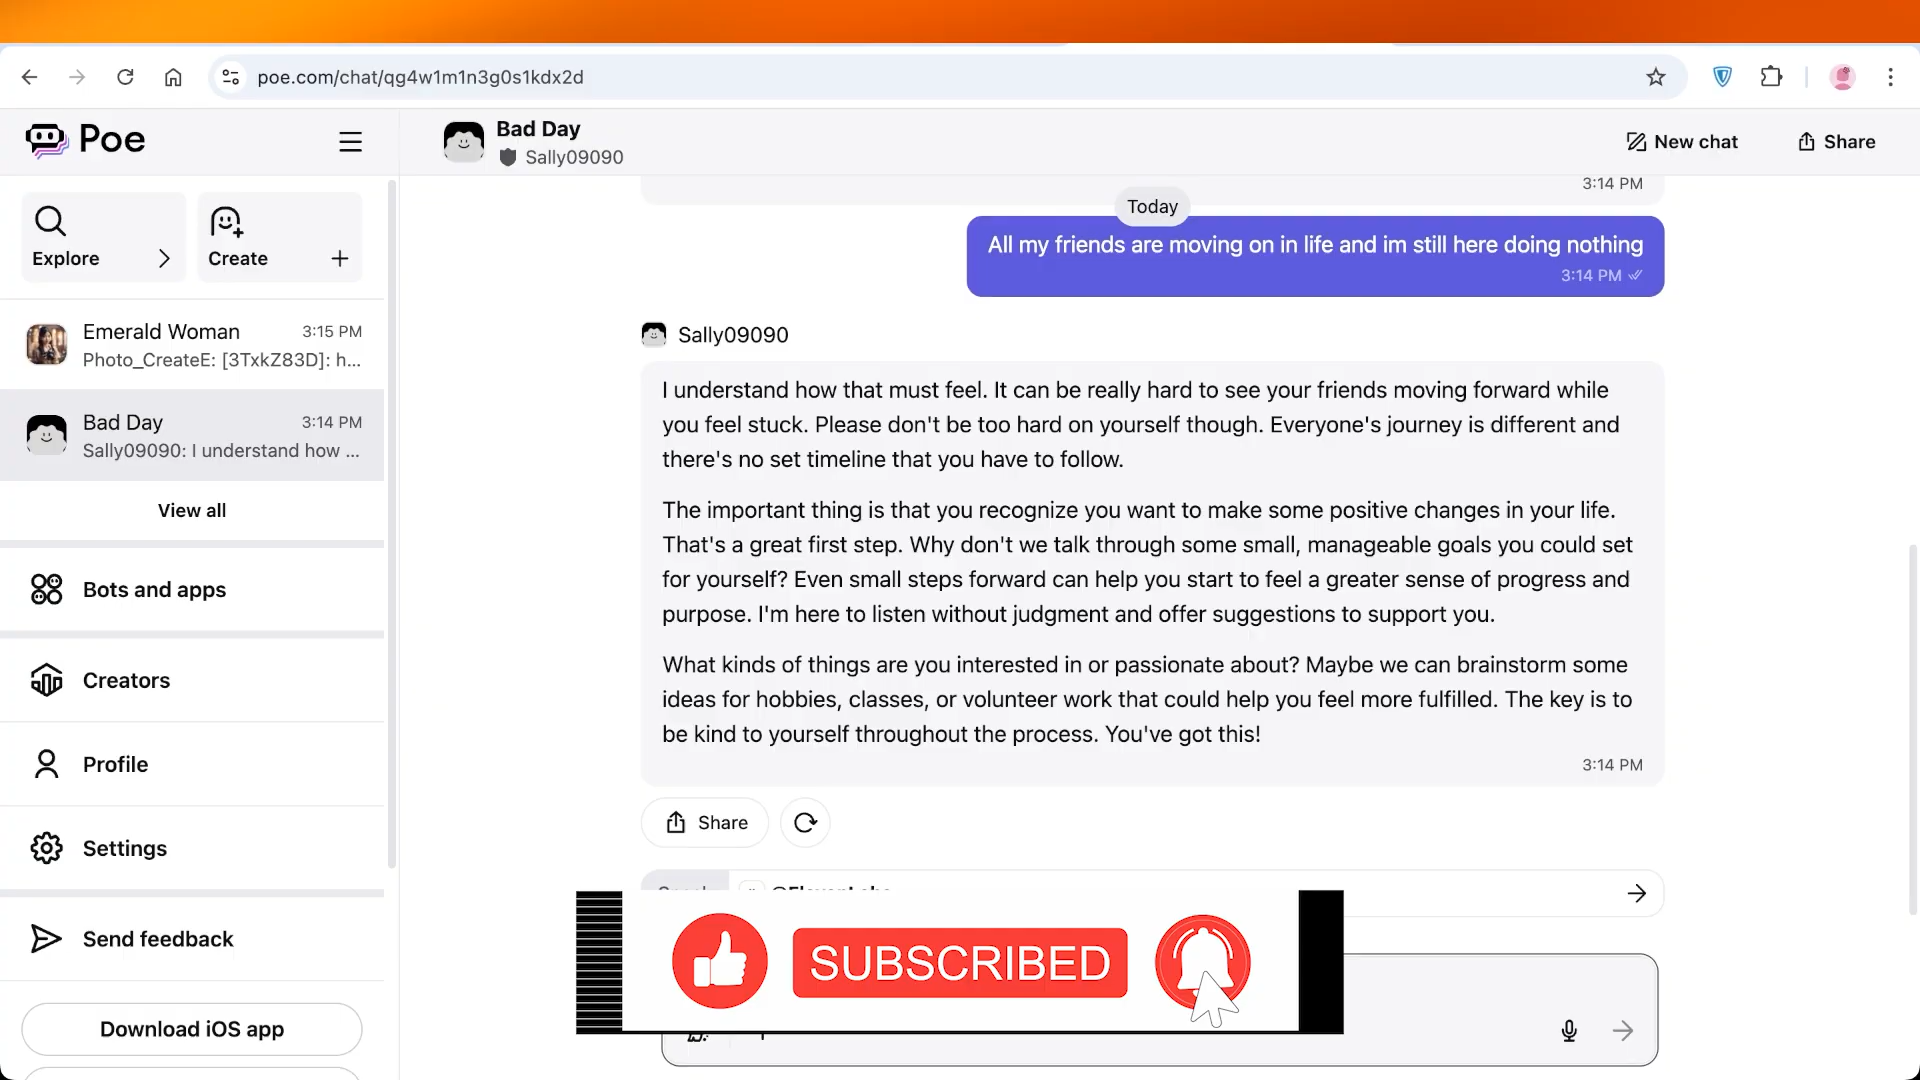 poe.com/chat/qg4w1m1n3g0s1kdx2d
Poe
Bad Day
Sally09090
New chat
Share
Explore
Create
Emerald Woman
3:15 PM
Photo_CreateE: [3TxkZ83D]: h...
Bad Day
3:14 PM
Sally09090: I understand how ...
View all
Bots and apps
Creators
Profile
Settings
Send feedback
Download iOS app
3:14 PM
Today
All my friends are moving on in life and im still here doing nothing
3:14 PM
Sally09090
I understand how that must feel. It can be really hard to see your friends moving forward while
you feel stuck. Please don't be too hard on yourself though. Everyone's journey is different and
there's no set timeline that you have to follow.
The important thing is that you recognize you want to make some positive changes in your life.
That's a great first step. Why don't we talk through some small, manageable goals you could set
for yourself? Even small steps forward can help you start to feel a greater sense of progress and
purpose. I'm here to listen without judgment and offer suggestions to support you.
What kinds of things are you interested in or passionate about? Maybe we can brainstorm some
ideas for hobbies, classes, or volunteer work that could help you feel more fulfilled. The key is to
be kind to yourself throughout the process. You've got this!
3:14 PM
Share
SUBSCRIBED